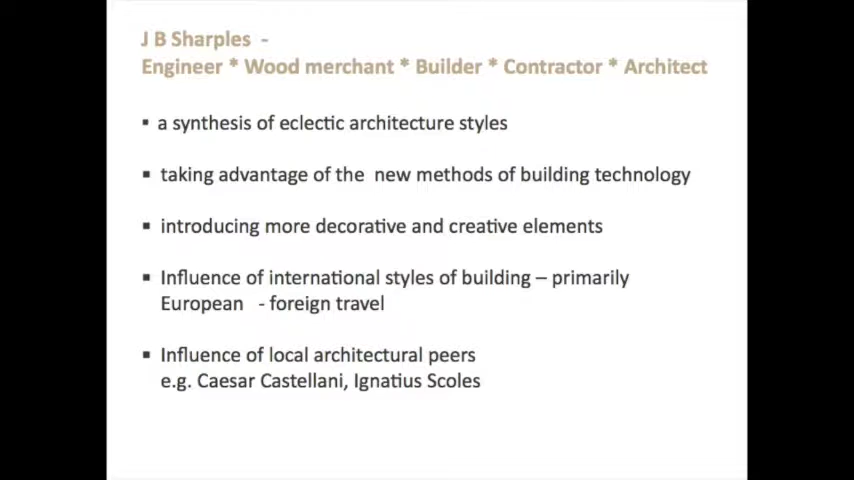 J B Sharples -
Engineer * Wood merchant * Builder * Contractor * Architect
▪ a synthesis of eclectic architecture styles
▪ taking advantage of the new methods of building technology
▪ introducing more decorative and creative elements
▪ Influence of international styles of building – primarily
European - foreign travel
▪ Influence of local architectural peers
e.g. Caesar Castellani, Ignatius Scoles